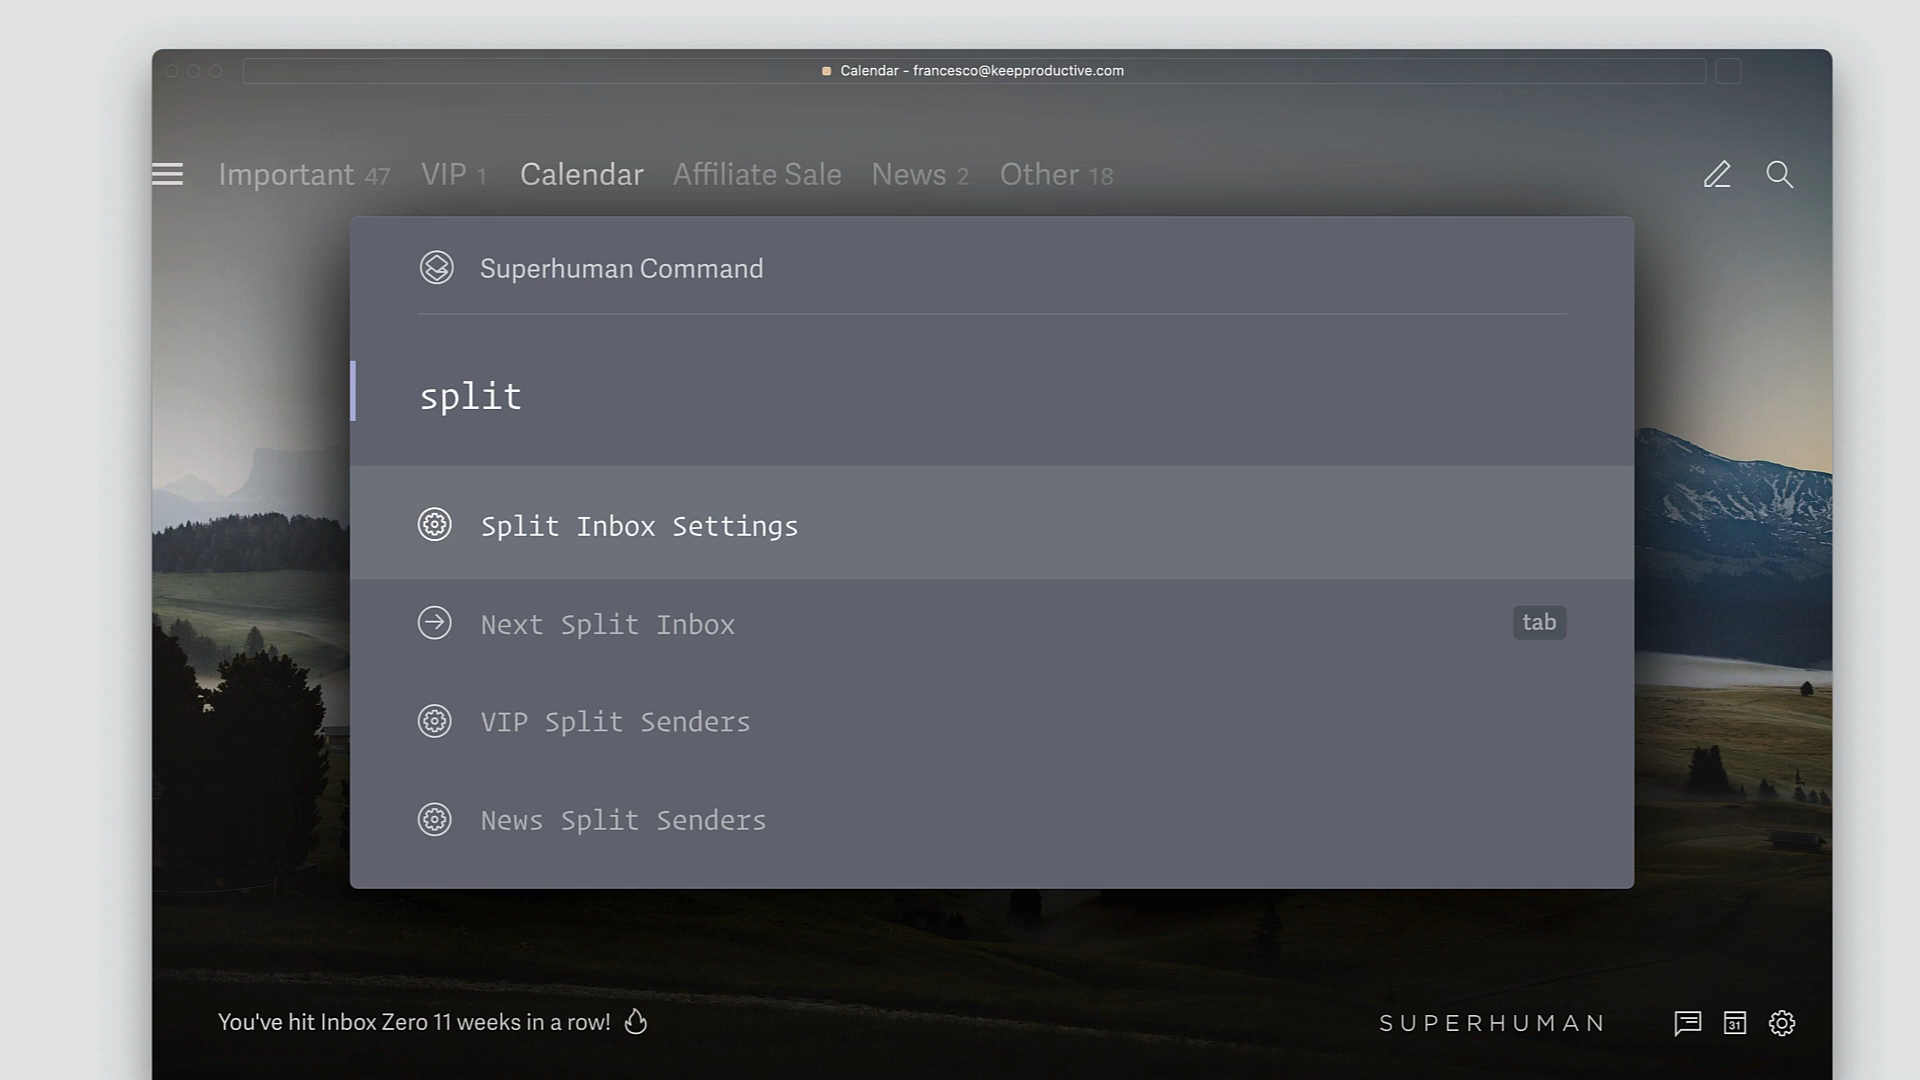 Calendar - francesco@keepproductive.com
Important 47 VIP 1 Calendar Affiliate Sale News 2 Other 18
Superhuman Command
split
Split Inbox Settings
Next Split Inbox tab
VIP Split Senders
News Split Senders
You've hit Inbox Zero 11 weeks in a row!
SUPERHUMAN 31